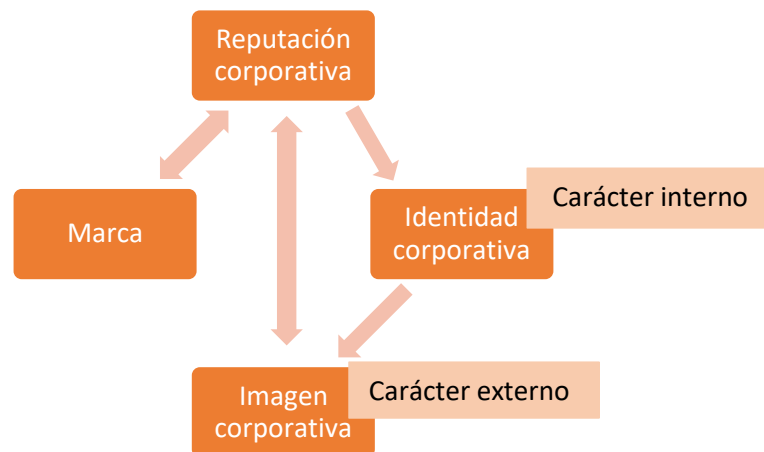 Reputación
corporativa
Marca
Identidad
corporativa
Carácter interno
Imagen
corporativa
Carácter externo